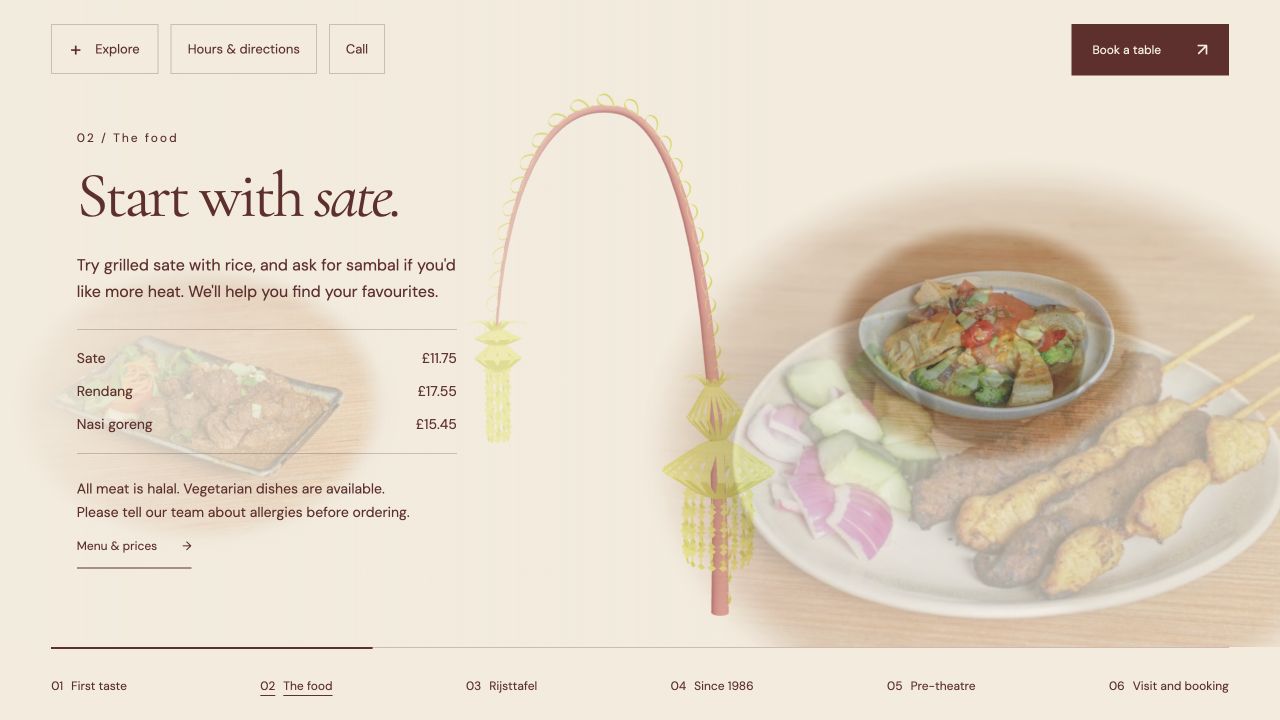 + Explore
Hours & directions
Call
Book a table
02 / The food
Start with sate.
Try grilled sate with rice, and ask for sambal if you'd
like more heat. We'll help you find your favourites.
Sate £11.75
Rendang £17.55
Nasi goreng £15.45
All meat is halal. Vegetarian dishes are available.
Please tell our team about allergies before ordering.
Menu & prices →
01 First taste
02 The food
03 Rijsttafel
04 Since 1986
05 Pre-theatre
06 Visit and booking